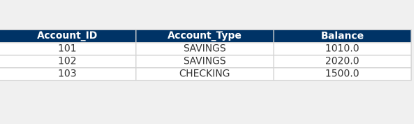 Account_ID Account_Type Balance
101 SAVINGS 1010.0
102 SAVINGS 2020.0
103 CHECKING 1500.0